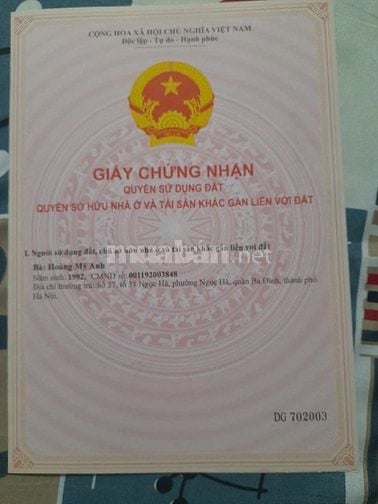 CỘNG HÒA XÃ HỘI CHỦ NGHĨA VIỆT NAM
Độc lập - Tự do - Hạnh phúc
GIẤY CHỨNG NHẬN
QUYỀN SỬ DỤNG ĐẤT
QUYỀN SỞ HỮU NHÀ Ở VÀ TÀI SẢN KHÁC GẮN LIỀN VỚI ĐẤT
I. Người sử dụng đất, chủ sở hữu nhà ở và tài sản khác gắn liền với đất
muaban.net
Bà: Hoàng Mỹ Anh
Năm sinh: 1992, CMND số: 001192003848
Địa chỉ thường trú: Số 37, tổ 51 Ngọc Hà, phường Ngọc Hà, quận Ba Đình, thành phố
Hà Nội.
DG 702003